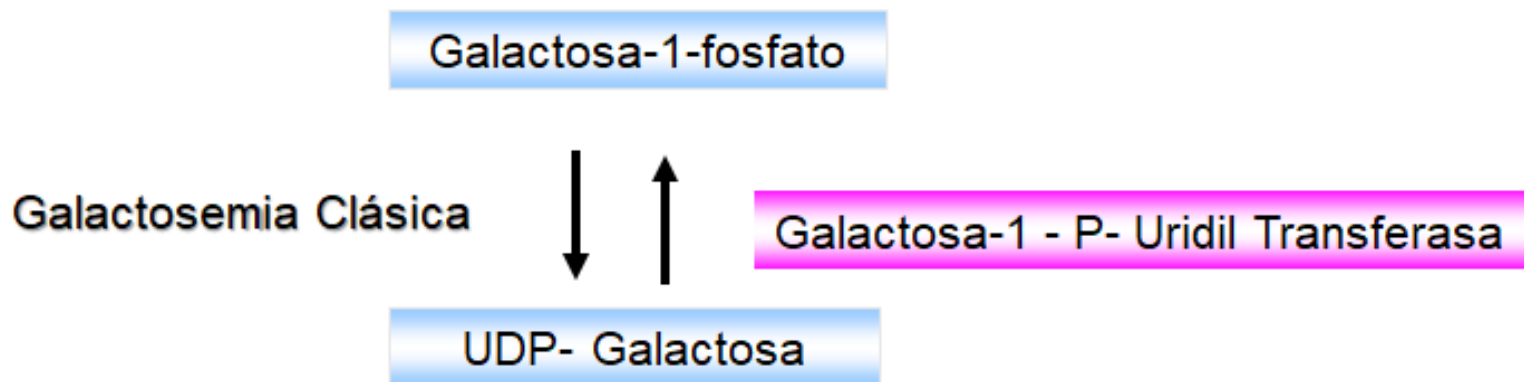 Galactosa-1-fosfato
Galactosemia Clásica
Galactosa-1 - P- Uridil Transferasa
UDP- Galactosa